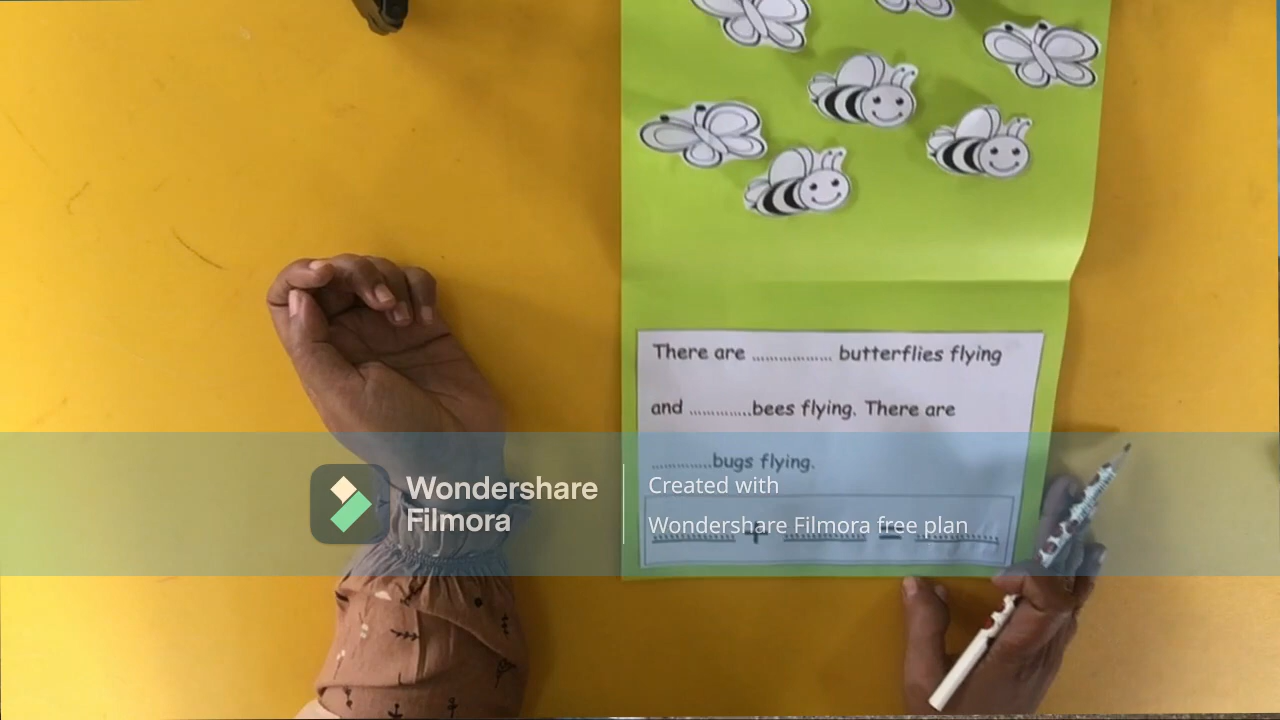 There are ................ butterflies flying
and .............bees flying. There are
.............bugs flying.
+ =
Wondershare
Filmora
Created with
Wondershare Filmora free plan